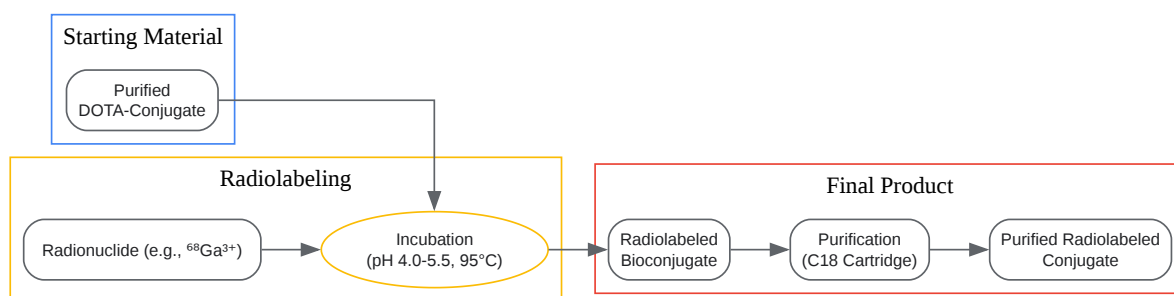 Starting Material
Purified
DOTA-Conjugate
Radiolabeling
Radionuclide (e.g., ⁶⁸Ga³⁺)
Incubation
(pH 4.0-5.5, 95°C)
Final Product
Radiolabeled
Bioconjugate
Purification
(C18 Cartridge)
Purified Radiolabeled
Conjugate